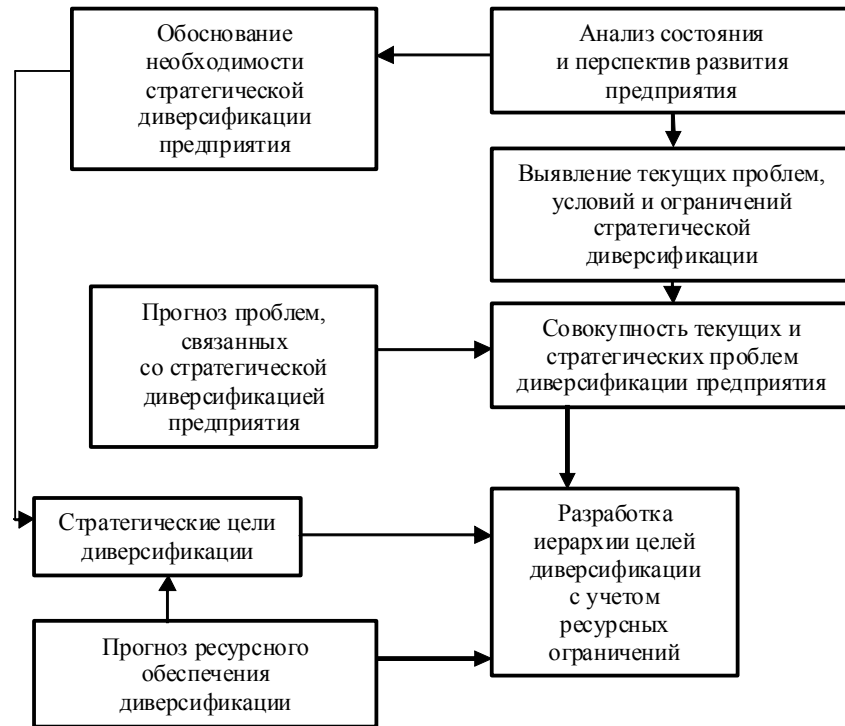 Обоснование
необходимости
стратегической
диверсификации
предприятия
Анализ состояния
и перспектив развития
предприятия
Выявление текущих проблем,
условий и ограничений
стратегической
диверсификации
Прогноз проблем,
связанных
со стратегической
диверсификацией
предприятия
Совокупность текущих и
стратегических проблем
диверсификации предприятия
Стратегические цели
диверсификации
Разработка
иерархии целей
диверсификации
с учетом
ресурсных
ограничений
Прогноз ресурсного
обеспечения
диверсификации